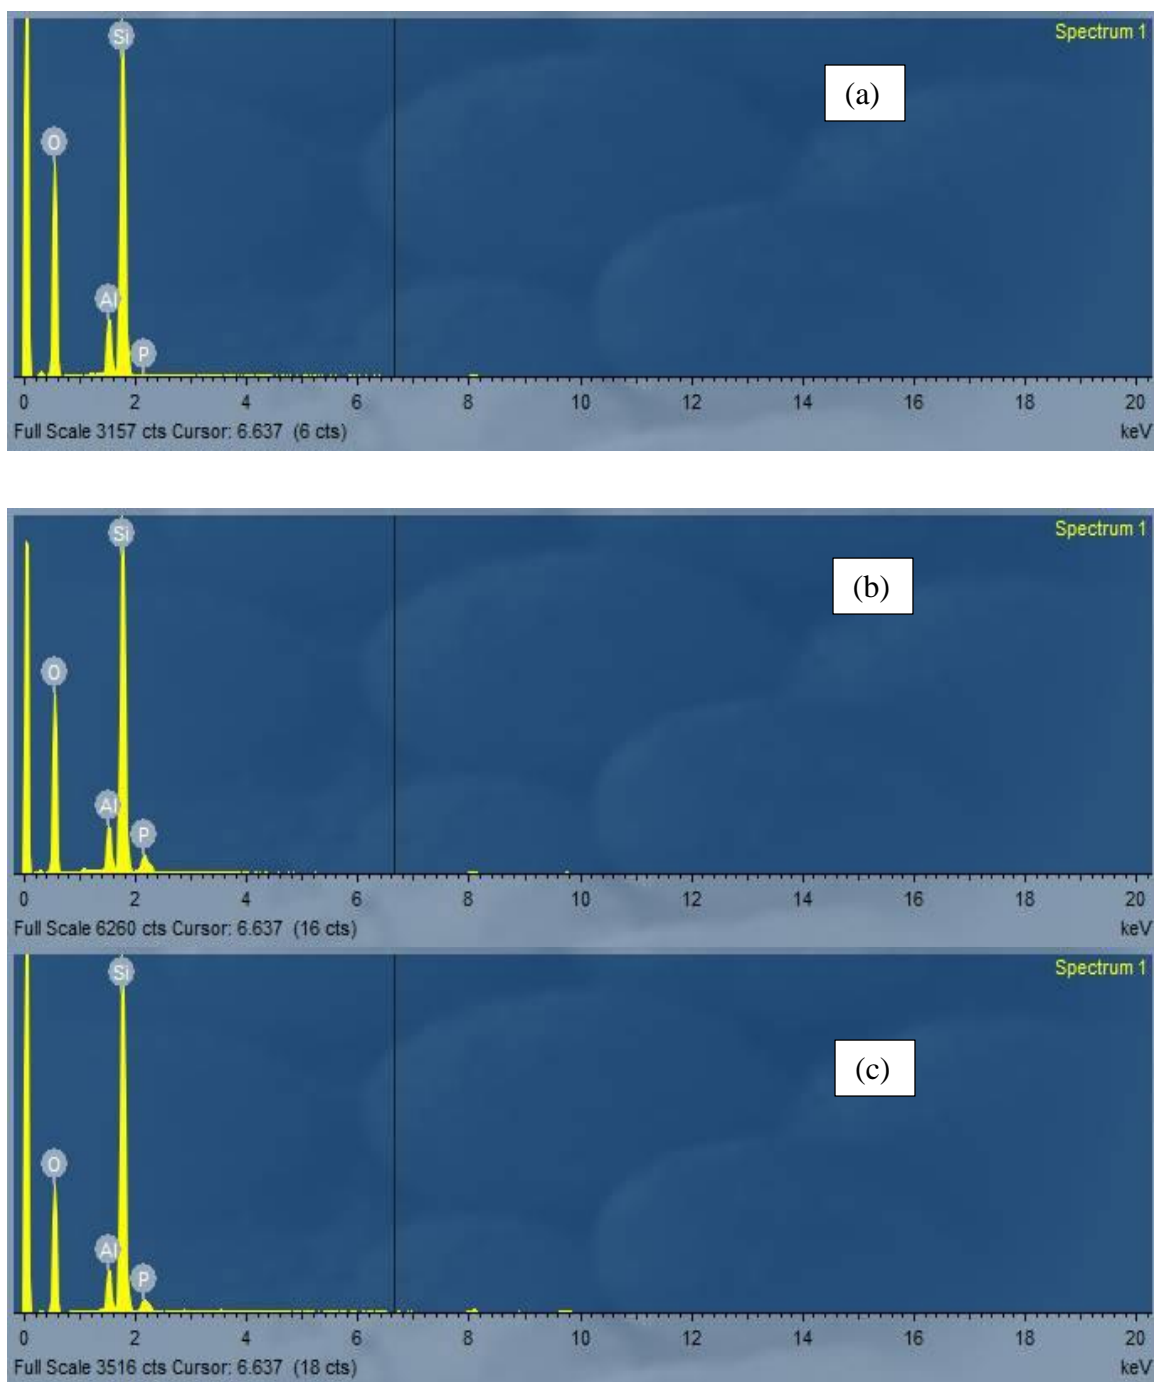 Spectrum 1
Si
(a)
O
Al
P
0 2 4 6 8 10 12 14 16 18 20
Full Scale 3157 cts Cursor: 6.637 (6 cts) keV
Spectrum 1
Si
(b)
O
Al
P
0 2 4 6 8 10 12 14 16 18 20
Full Scale 6260 cts Cursor: 6.637 (16 cts) keV
Spectrum 1
Si
(c)
O
Al
P
0 2 4 6 8 10 12 14 16 18 20
Full Scale 3516 cts Cursor: 6.637 (18 cts) keV